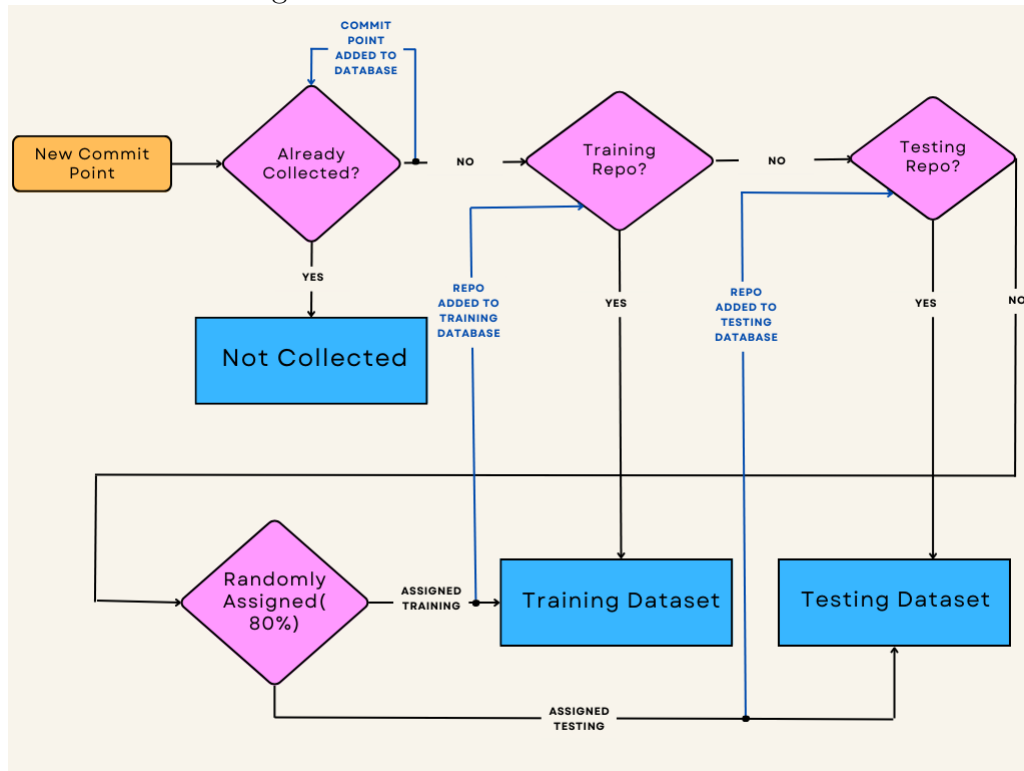 COMMIT
POINT
ADDED TO
DATABASE
New Commit
Point
Already
Collected?
NO
Training
Repo?
NO
Testing
Repo?
YES
Not Collected
REPO
ADDED TO
TRAINING
DATABASE
YES
REPO
ADDED TO
TESTING
DATABASE
YES
NO
Randomly
Assigned(
80%)
ASSIGNED
TRAINING
Training Dataset
Testing Dataset
ASSIGNED
TESTING